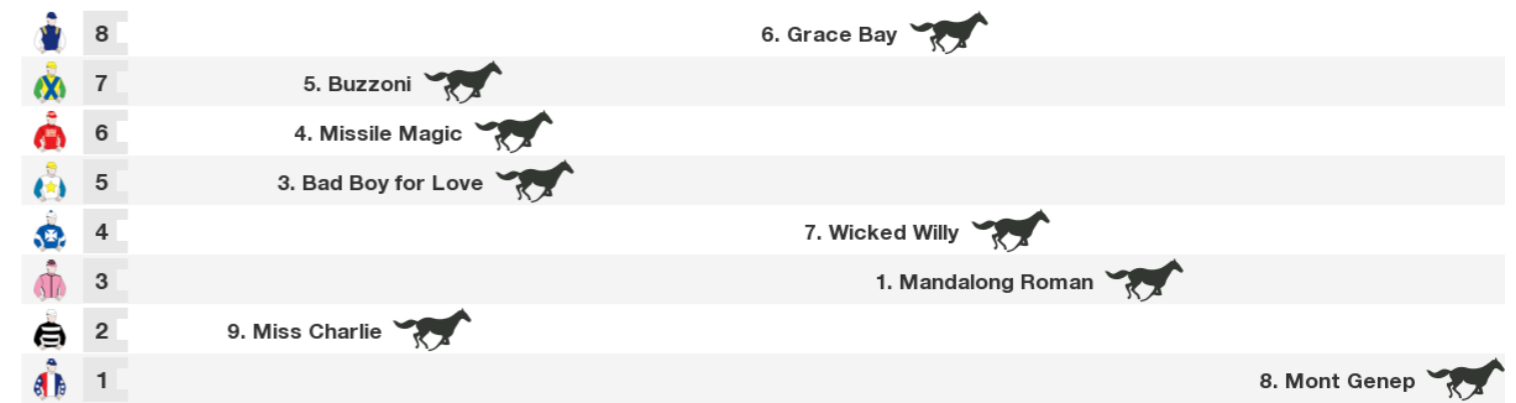 8 6. Grace Bay
7 5. Buzzoni
6 4. Missile Magic
5 3. Bad Boy for Love
4 7. Wicked Willy
3 1. Mandalong Roman
2 9. Miss Charlie
1 8. Mont Genep